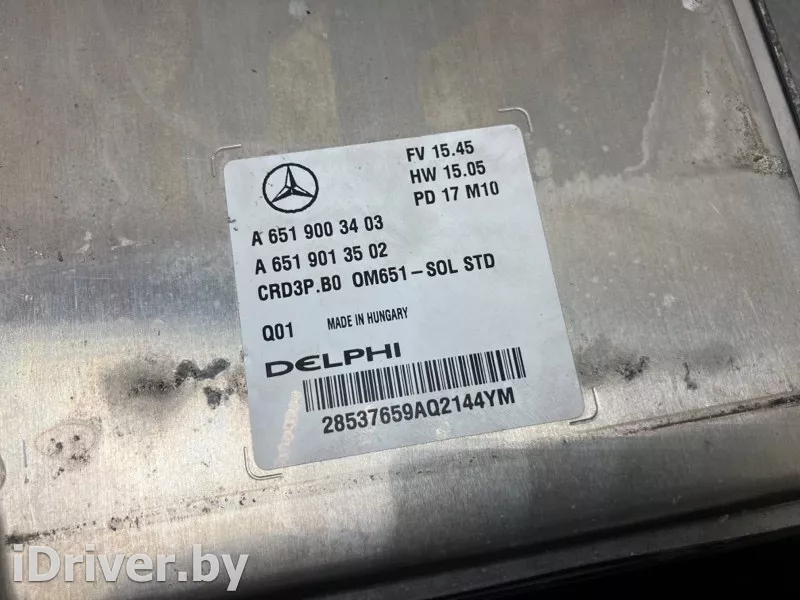 FV 15.45
HW 15.05
PD 17 M10
A 651 900 34 03
A 651 901 35 02
CRD3P.B0 OM651-SOL STD
Q01 MADE IN HUNGARY
DELPHI
28537659AQ2144YM
iDriver.by